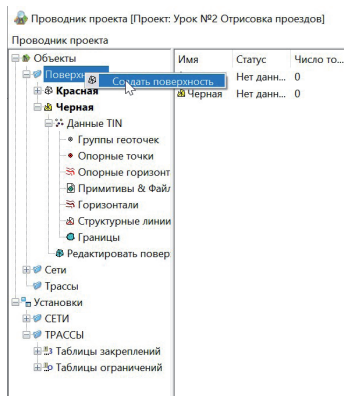 Проводник проекта [Проект: Урок №2 Отрисовка проездов]
Проводник проекта
Объекты
Имя Статус Число то...
Создать поверхность
Нет данн... 0
Красная
Черная Нет данн... 0
Черная
Данные TIN
Группы геоточек
Опорные точки
Опорные горизонт
Примитивы & Фай
Горизонтали
Структурные линии
Границы
Редактировать повер
Сети
Трассы
Установки
СЕТИ
ТРАССЫ
Таблицы закреплений
Таблицы ограничений